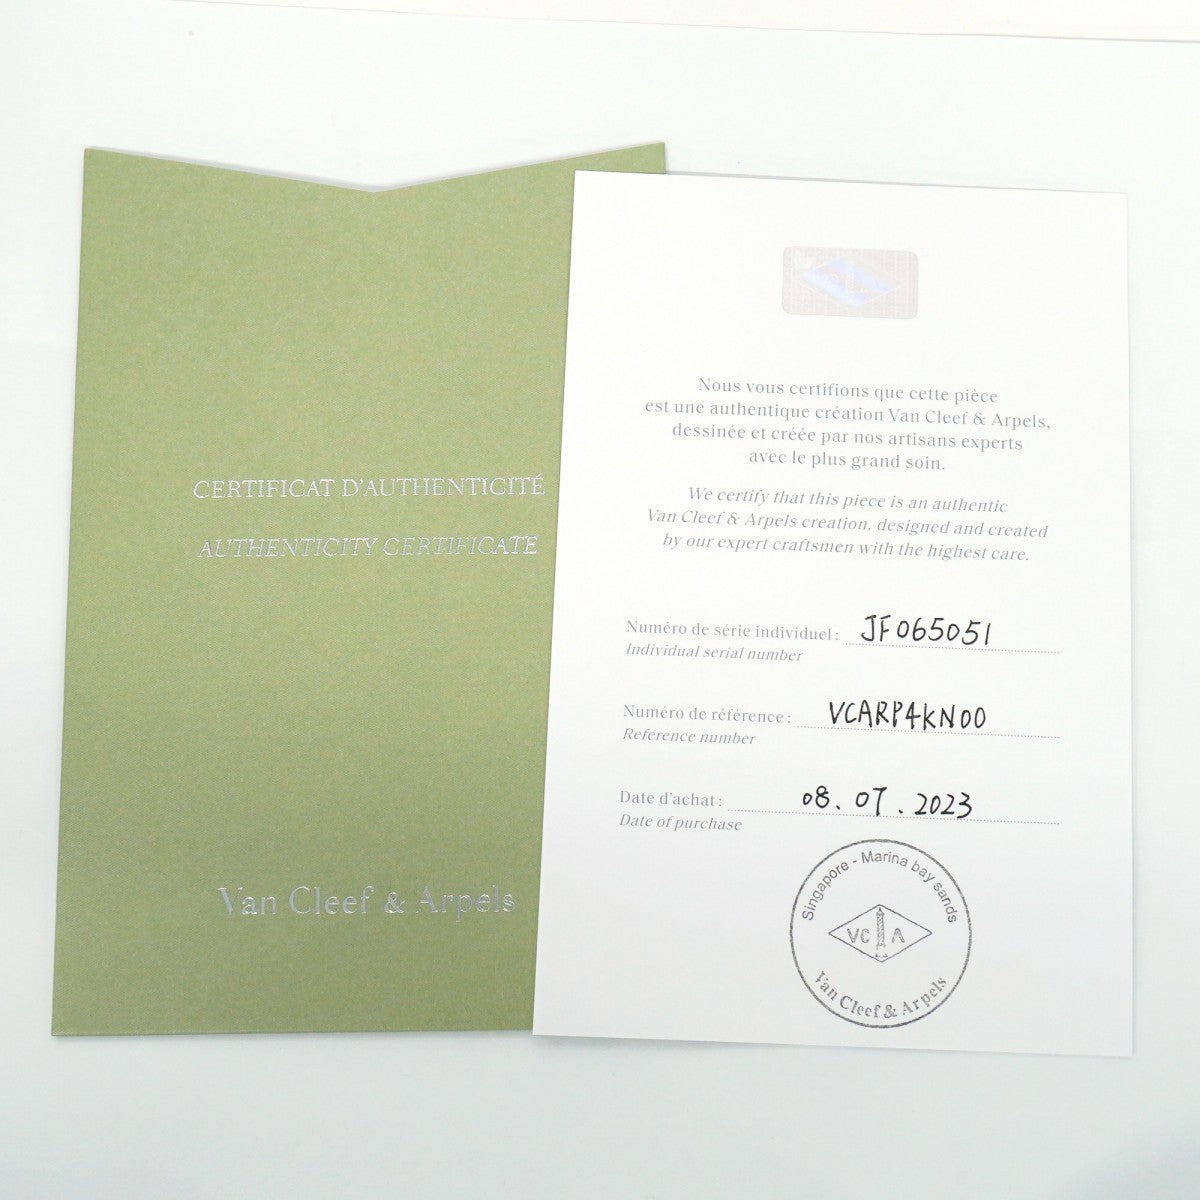 CERTIFICAT D'AUTHENTICITÉ
AUTHENTICITY CERTIFICATE
Van Cleef & Arpels
Nous vous certifions que cette pièce
est une authentique création Van Cleef & Arpels,
dessinée et créée par nos artisans experts
avec le plus grand soin.
We certify that this piece is an authentic
Van Cleef & Arpels creation, designed and created
by our expert craftsmen with the highest care.
Numéro de série individuel : JF065051
Individual serial number
Numéro de référence : VCARP4KN00
Reference number
Date d'achat : 08.07.2023
Date of purchase
Singapore - Marina bay sands
VC A
Van Cleef & Arpels